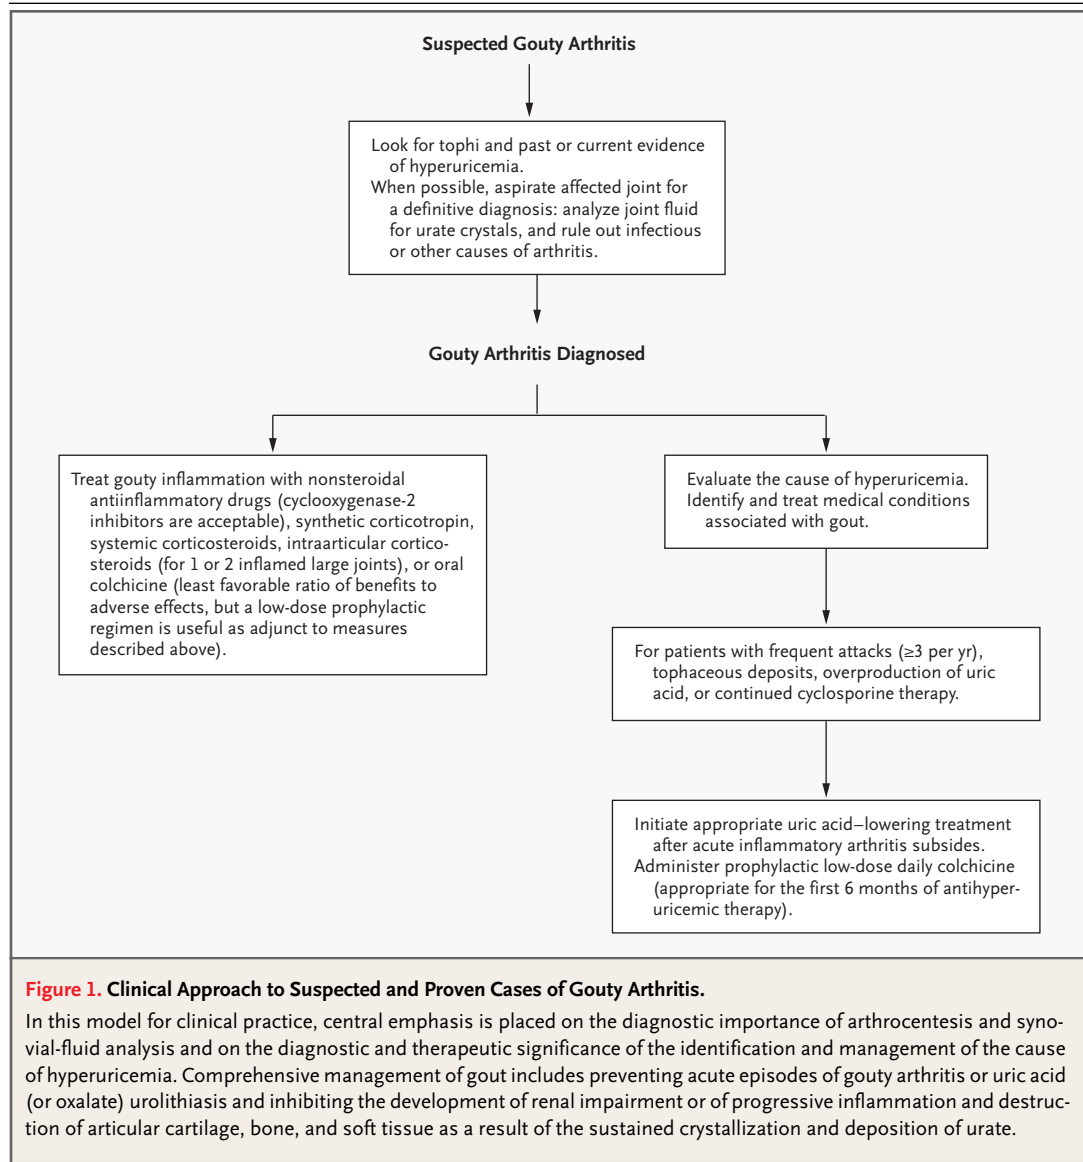 Suspected Gouty Arthritis
Look for tophi and past or current evidence
of hyperuricemia.
When possible, aspirate affected joint for
a definitive diagnosis: analyze joint fluid
for urate crystals, and rule out infectious
or other causes of arthritis.
Gouty Arthritis Diagnosed
Treat gouty inflammation with nonsteroidal
antiinflammatory drugs (cyclooxygenase-2
inhibitors are acceptable), synthetic corticotropin,
systemic corticosteroids, intraarticular cortico-
steroids (for 1 or 2 inflamed large joints), or oral
colchicine (least favorable ratio of benefits to
adverse effects, but a low-dose prophylactic
regimen is useful as adjunct to measures
described above).
Evaluate the cause of hyperuricemia.
Identify and treat medical conditions
associated with gout.
For patients with frequent attacks (≥3 per yr),
tophaceous deposits, overproduction of uric
acid, or continued cyclosporine therapy.
Initiate appropriate uric acid–lowering treatment
after acute inflammatory arthritis subsides.
Administer prophylactic low-dose daily colchicine
(appropriate for the first 6 months of antihyper-
uricemic therapy).
Figure 1. Clinical Approach to Suspected and Proven Cases of Gouty Arthritis.
In this model for clinical practice, central emphasis is placed on the diagnostic importance of arthrocentesis and syno-
vial-fluid analysis and on the diagnostic and therapeutic significance of the identification and management of the cause
of hyperuricemia. Comprehensive management of gout includes preventing acute episodes of gouty arthritis or uric acid
(or oxalate) urolithiasis and inhibiting the development of renal impairment or of progressive inflammation and destruc-
tion of articular cartilage, bone, and soft tissue as a result of the sustained crystallization and deposition of urate.